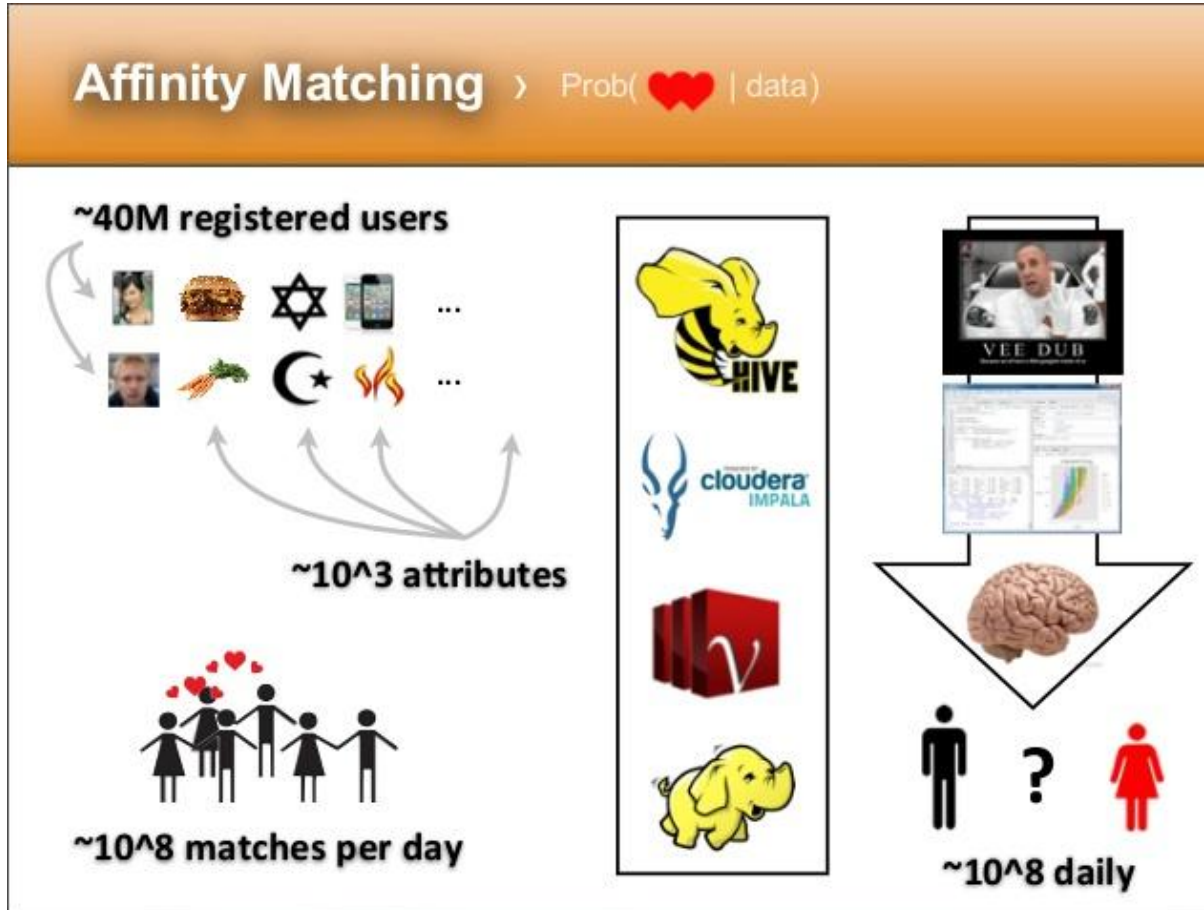 Affinity Matching › Prob( | data)
~40M registered users
...
...
~10^3 attributes
~10^8 matches per day
HIVE
cloudera
IMPALA
V
VEE DUB
?
~10^8 daily